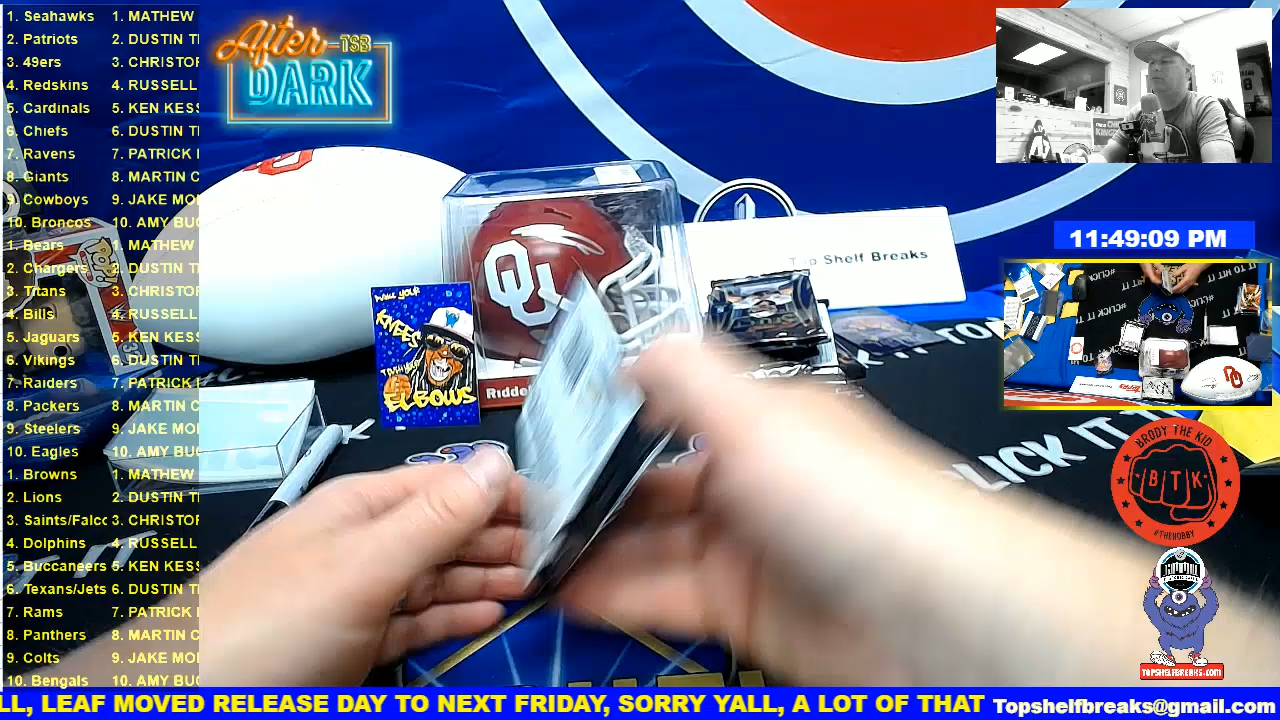 1. Seahawks 1. MATHEW
2. Patriots 2. DUSTIN
3. 49ers 3. CHRISTOF
4. Redskins 4. RUSSELL
5. Cardinals 5. KEN KESS
6. Chiefs 6. DUSTIN
7. Ravens 7. PATRICK
8. Giants 8. MARTIN C
9. Cowboys 9. JAKE MO
10. Broncos 10. AMY BU
1. Bears 1. MATHEW
2. Chargers 2. DUSTIN
3. Titans 3. CHRISTOF
4. Bills 4. RUSSELL
5. Jaguars 5. KEN KESS
6. Vikings 6. DUSTIN
7. Raiders 7. PATRICK
8. Packers 8. MARTIN C
9. Steelers 9. JAKE MO
10. Eagles 10. AMY BU
1. Browns 1. MATHEW
2. Lions 2. DUSTIN
3. Saints/Falco 3. CHRISTOF
4. Dolphins 4. RUSSELL
5. Buccaneers 5. KEN KESS
6. Texans/Jets 6. DUSTIN
7. Rams 7. PATRICK
8. Panthers 8. MARTIN C
9. Colts 9. JAKE MO
10. Bengals 10. AMY BU
After TSB
DARK
OU
Top Shelf Breaks
WALK YOUR
KNEES
ELBOWS
Ridde
CLICK IT T
11:49:09 PM
BRODY THE KID
BTK
#THEHOBBY
TOPSHELFBREAKS.COM
LL, LEAF MOVED RELEASE DAY TO NEXT FRIDAY, SORRY YALL, A LOT OF THAT
Topshelfbreaks@gmail.com